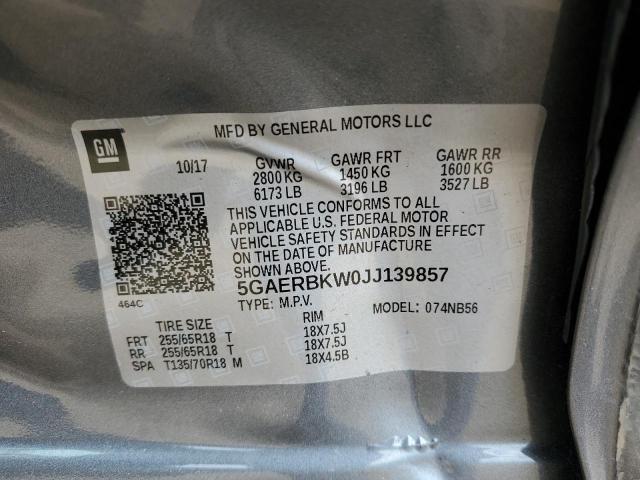 GM
MFD BY GENERAL MOTORS LLC
10/17 GVWR GAWR FRT GAWR RR
2800 KG 1450 KG 1600 KG
6173 LB 3196 LB 3527 LB
THIS VEHICLE CONFORMS TO ALL
APPLICABLE U.S. FEDERAL MOTOR
VEHICLE SAFETY STANDARDS IN EFFECT
ON THE DATE OF MANUFACTURE
SHOWN ABOVE.
464C
5GAERBKW0JJ139857
TYPE: M.P.V. MODEL: 074NB56
TIRE SIZE RIM
FRT 255/65R18 T 18X7.5J
RR 255/65R18 T 18X7.5J
SPA T135/70R18 M 18X4.5B